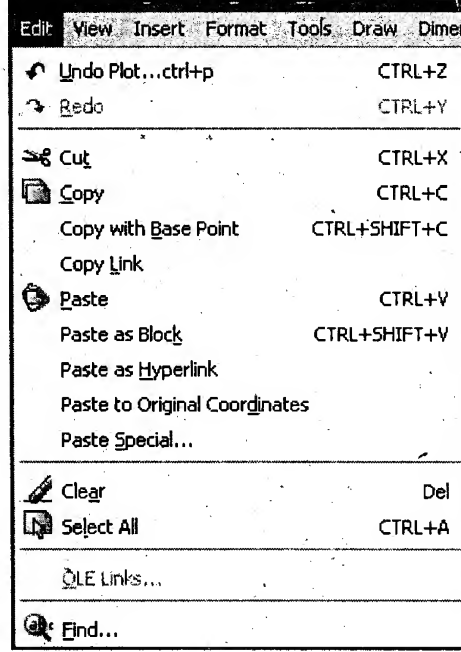 Edit View Insert Format Tools Draw Dimen
Undo Plot...ctrl+p CTRL+Z
Redo CTRL+Y
Cut CTRL+X
Copy CTRL+C
Copy with Base Point CTRL+SHIFT+C
Copy Link
Paste CTRL+V
Paste as Block CTRL+SHIFT+V
Paste as Hyperlink
Paste to Original Coordinates
Paste Special...
Clear Del
Select All CTRL+A
OLE Links...
Find...